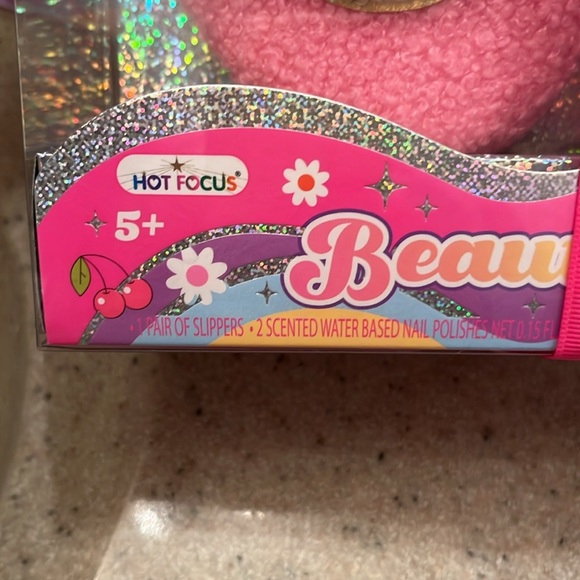 HOT FOCUS®
5+
Beau
• 1 PAIR OF SLIPPERS • 2 SCENTED WATER BASED NAIL POLISHES NET 0.15 FL